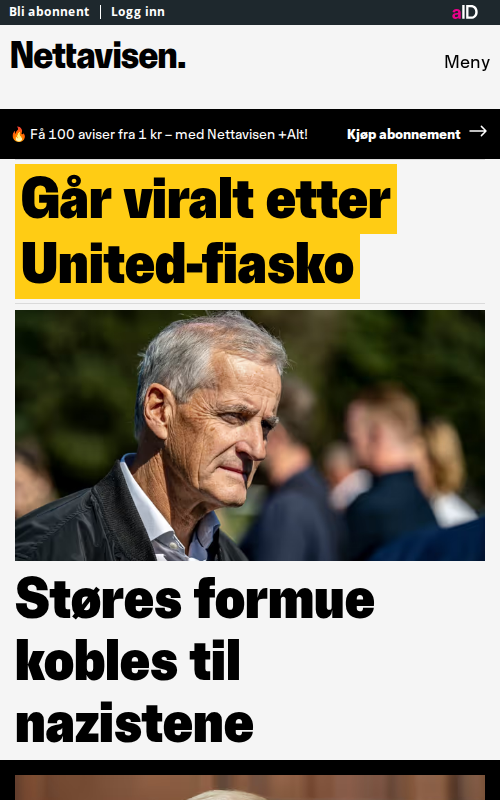 Bli abonnent | Logg inn
aID
Nettavisen.
Meny
🔥 Få 100 aviser fra 1 kr – med Nettavisen +Alt!
Kjøp abonnement →
Går viralt etter
United-fiasko
Støres formue
kobles til
nazistene